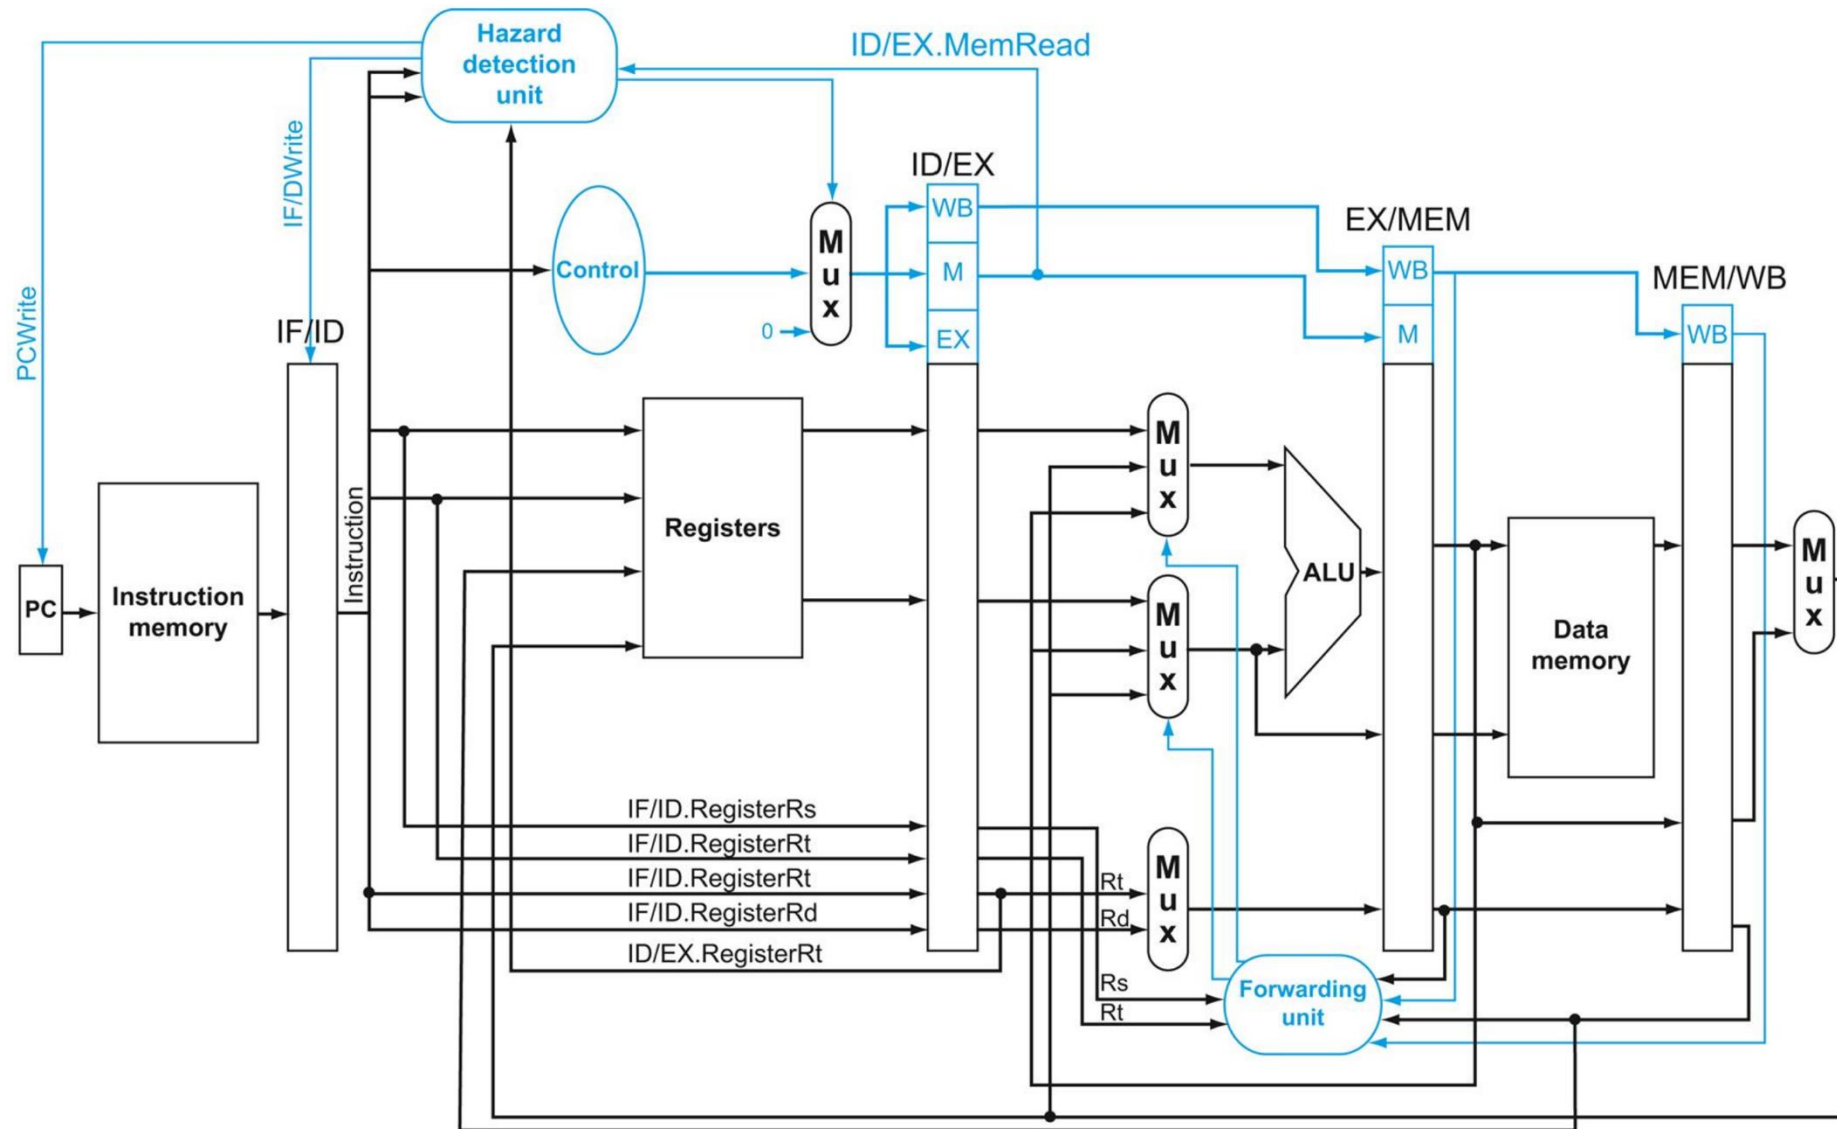 Hazard
detection
unit
ID/EX.MemRead
IF/DWrite
PCWrite
ID/EX
WB
M
EX
Control
0
M
u
x
EX/MEM
WB
M
MEM/WB
WB
IF/ID
Instruction
PC
Instruction
memory
Registers
M
u
x
M
u
x
ALU
Data
memory
M
u
x
IF/ID.RegisterRs
IF/ID.RegisterRt
IF/ID.RegisterRt
IF/ID.RegisterRd
ID/EX.RegisterRt
Rt
Rd
M
u
x
Rs
Rt
Forwarding
unit